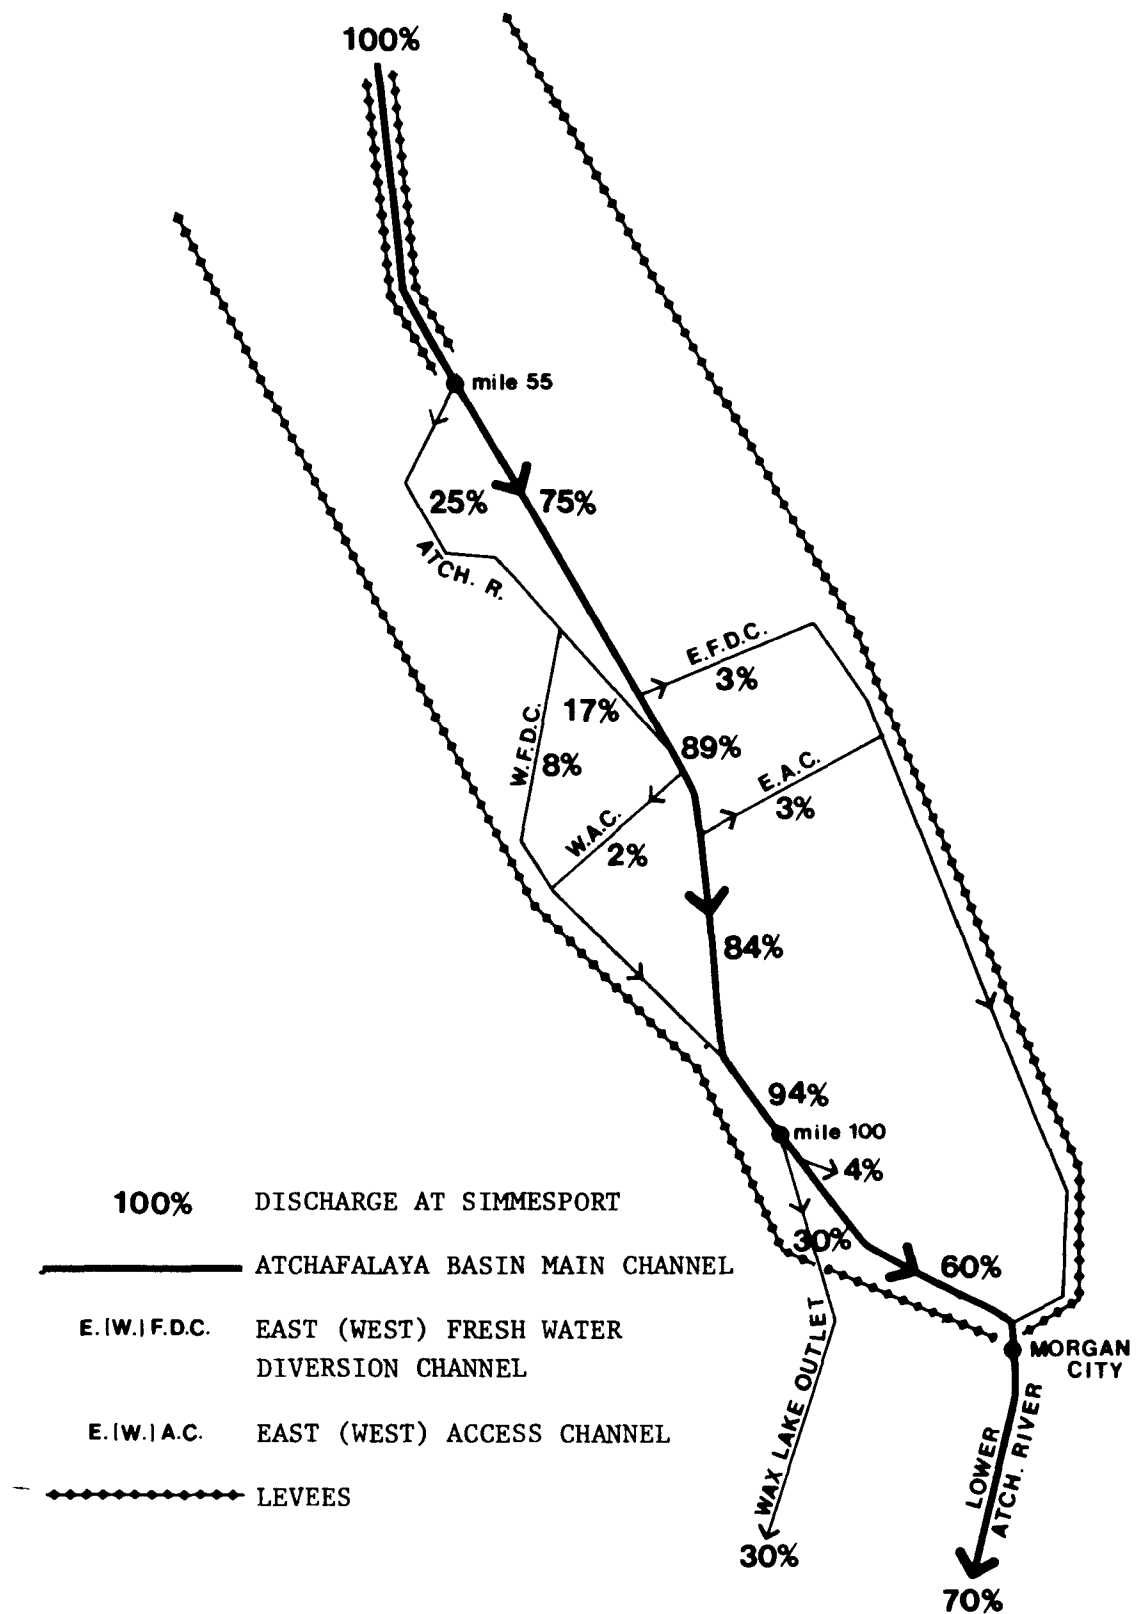 100%
mile 55
25%
75%
ATCH. R.
E.F.D.C.
3%
17%
W.F.D.C.
8%
89%
E.A.C.
3%
W.A.C.
2%
84%
94%
mile 100
4%
30%
60%
MORGAN
CITY
WAX LAKE OUTLET
30%
LOWER
ATCH. RIVER
70%
100% DISCHARGE AT SIMMESPORT
ATCHAFALAYA BASIN MAIN CHANNEL
E.(W.) F.D.C. EAST (WEST) FRESH WATER
DIVERSION CHANNEL
E.(W.) A.C. EAST (WEST) ACCESS CHANNEL
LEVEES